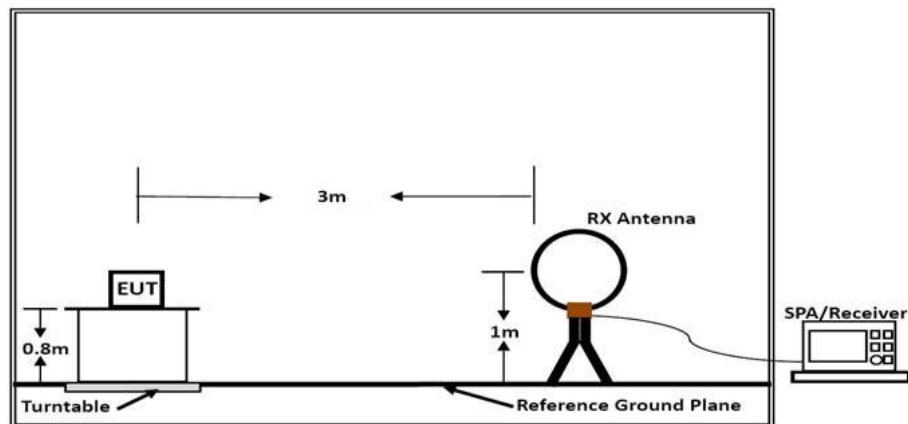 3m
RX Antenna
EUT
SPA/Receiver
1m
0.8m
Turntable
Reference Ground Plane